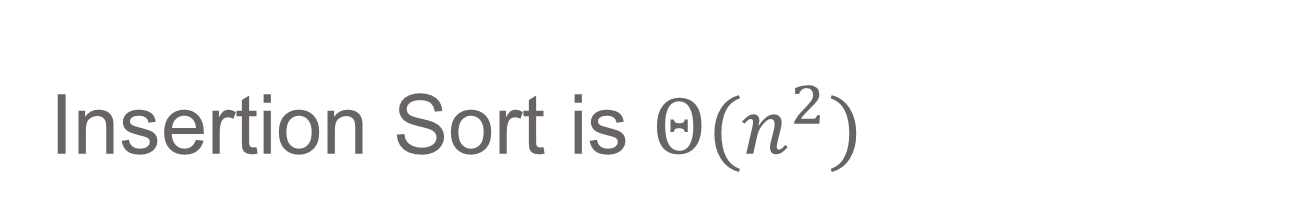 Insertion Sort is Θ(𝑛²)